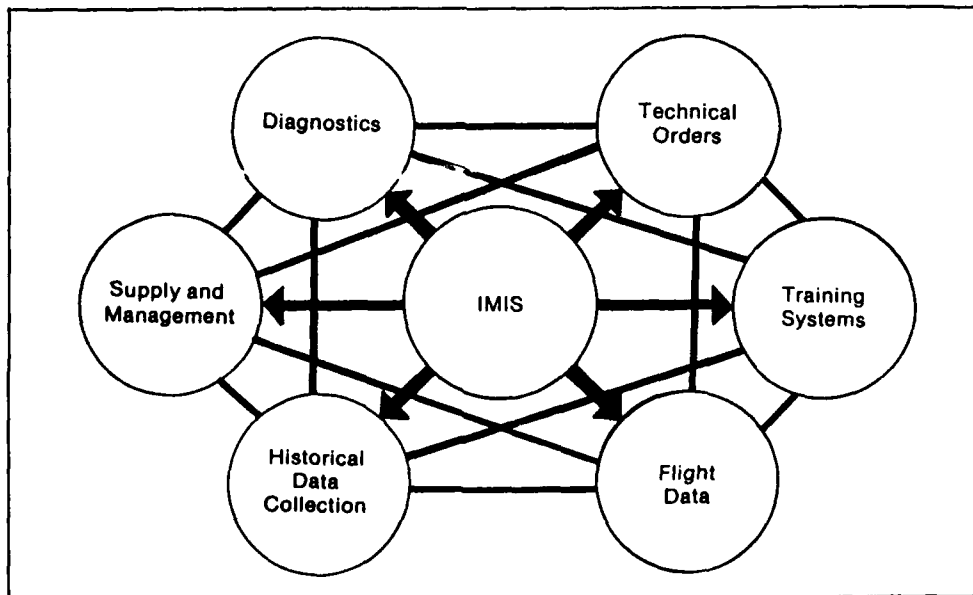 Diagnostics
Technical
Orders
Supply and
Management
IMIS
Training
Systems
Historical
Data
Collection
Flight
Data